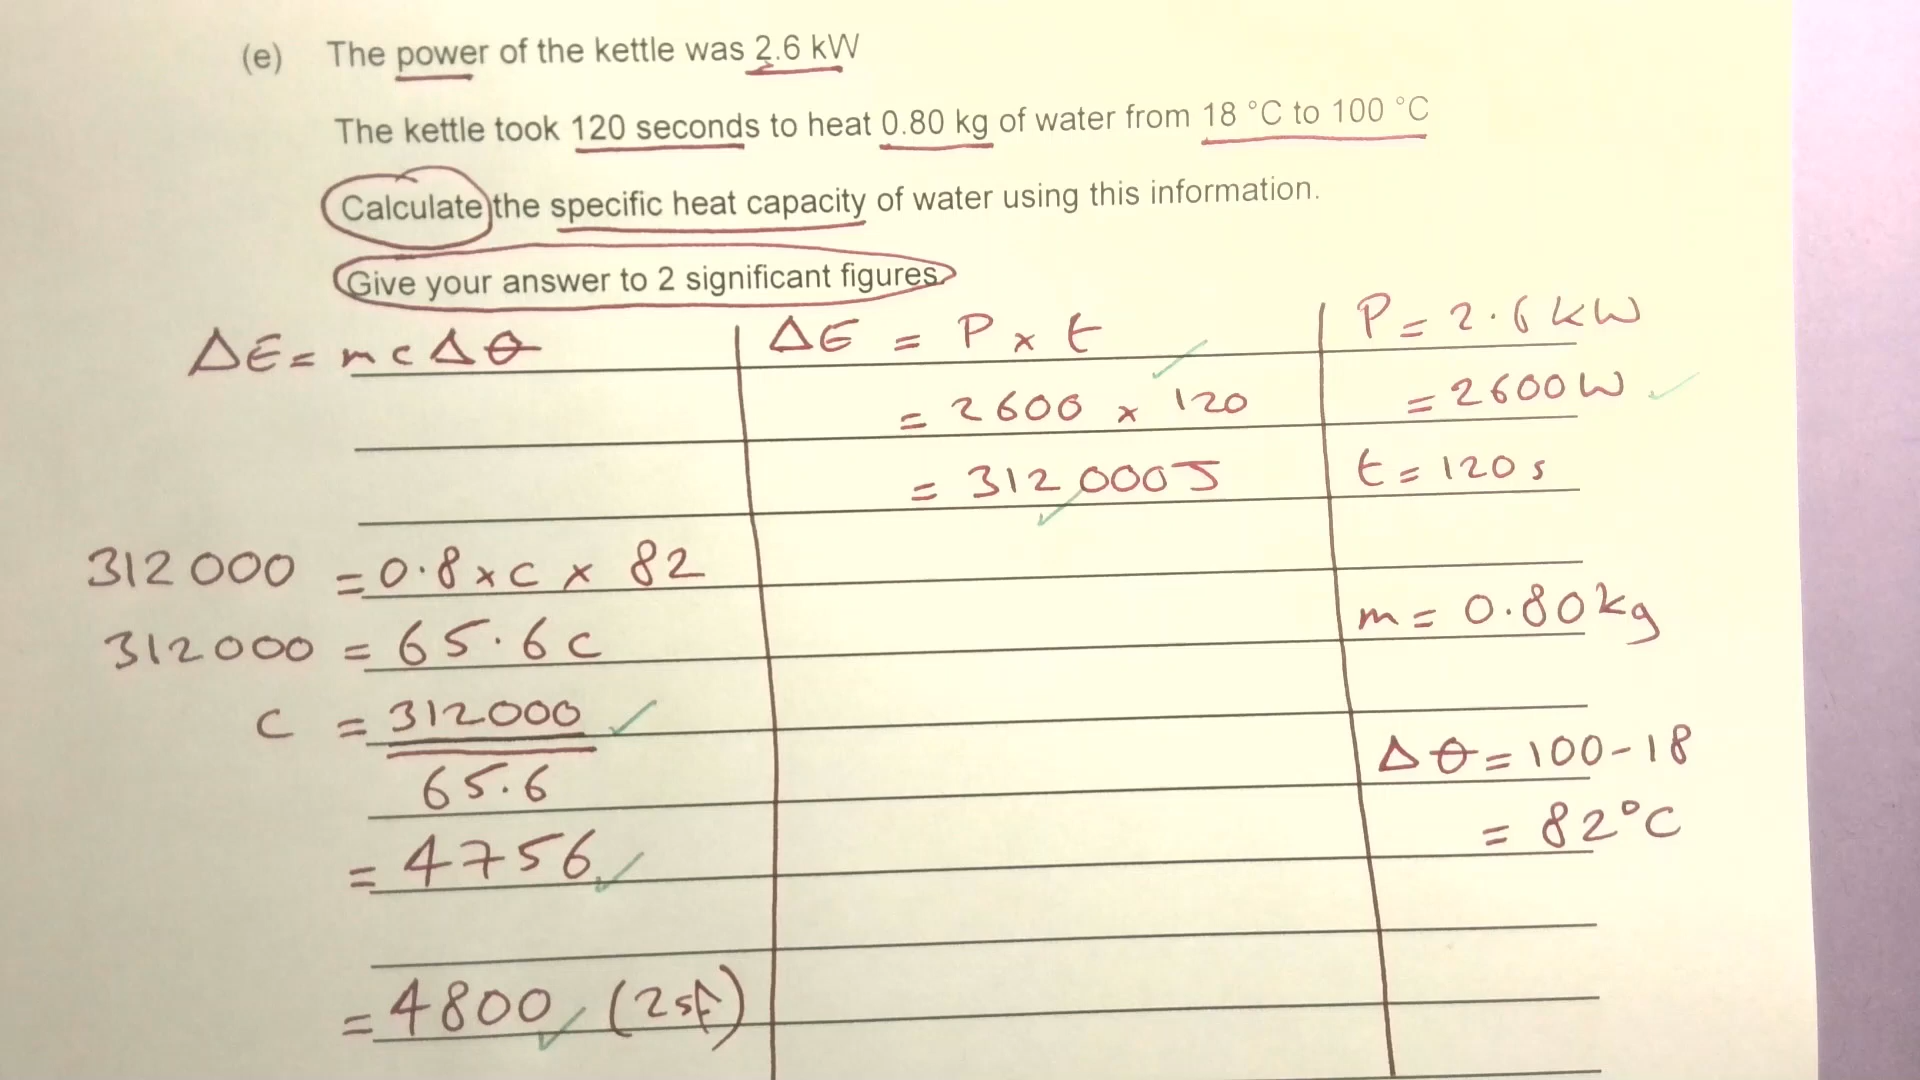 (e) The power of the kettle was 2.6 kW
The kettle took 120 seconds to heat 0.80 kg of water from 18 °C to 100 °C
Calculate the specific heat capacity of water using this information.
Give your answer to 2 significant figures.
ΔE = mcΔθ
312 000 = 0.8 × c × 82
312000 = 65.6c
c = 312000
65.6
= 4756
= 4800 (2sf)
ΔE = P × t
= 2600 × 120
= 312 000 J
P = 2.6 kW
= 2600 W
t = 120 s
m = 0.80 kg
Δθ = 100 - 18
= 82°C